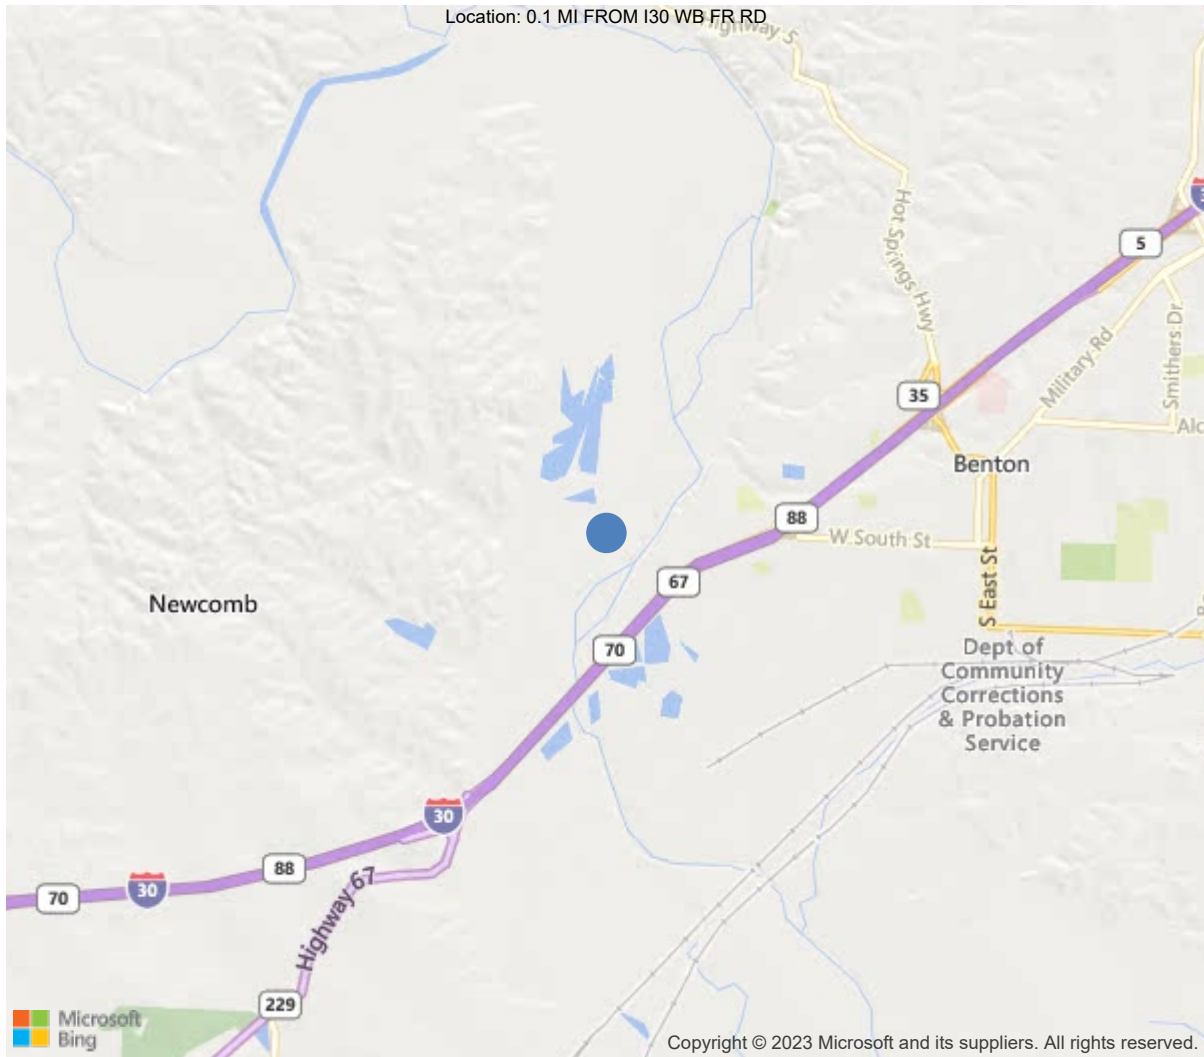 Location: 0.1 MI FROM I30 WB FR RD
Highway 5
Hot Springs Hwy
5
Military Rd
Smithers Dr
35
Benton
88
W South St
67
S East St
Newcomb
70
Dept of
Community
Corrections
& Probation
Service
30
88
30
70
Highway 67
229
Microsoft
Bing
Copyright © 2023 Microsoft and its suppliers. All rights reserved.